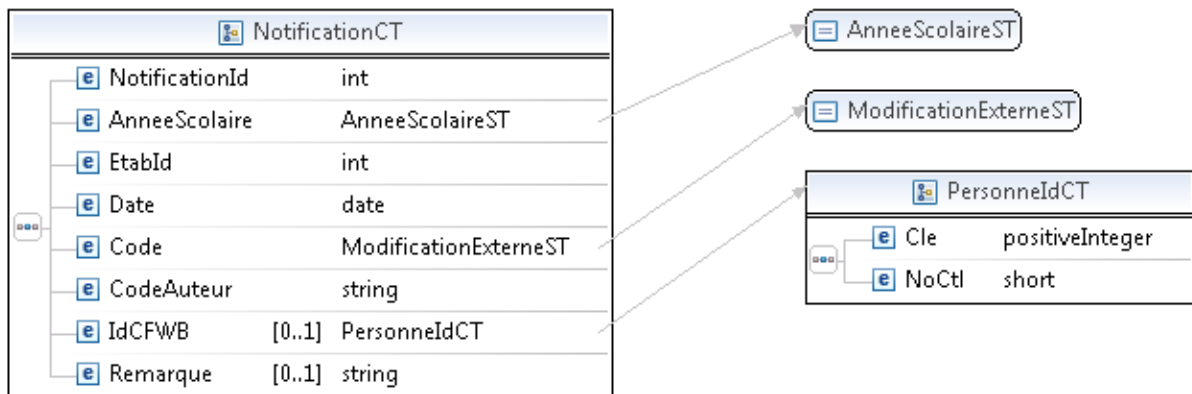 NotificationCT
NotificationId int
AnneeScolaire AnneeScolaireST
EtabId int
Date date
Code ModificationExterneST
CodeAuteur string
IdCFWB [0..1] PersonneIdCT
Remarque [0..1] string
AnneeScolaireST
ModificationExterneST
PersonneIdCT
Cle positiveInteger
NoCtl short